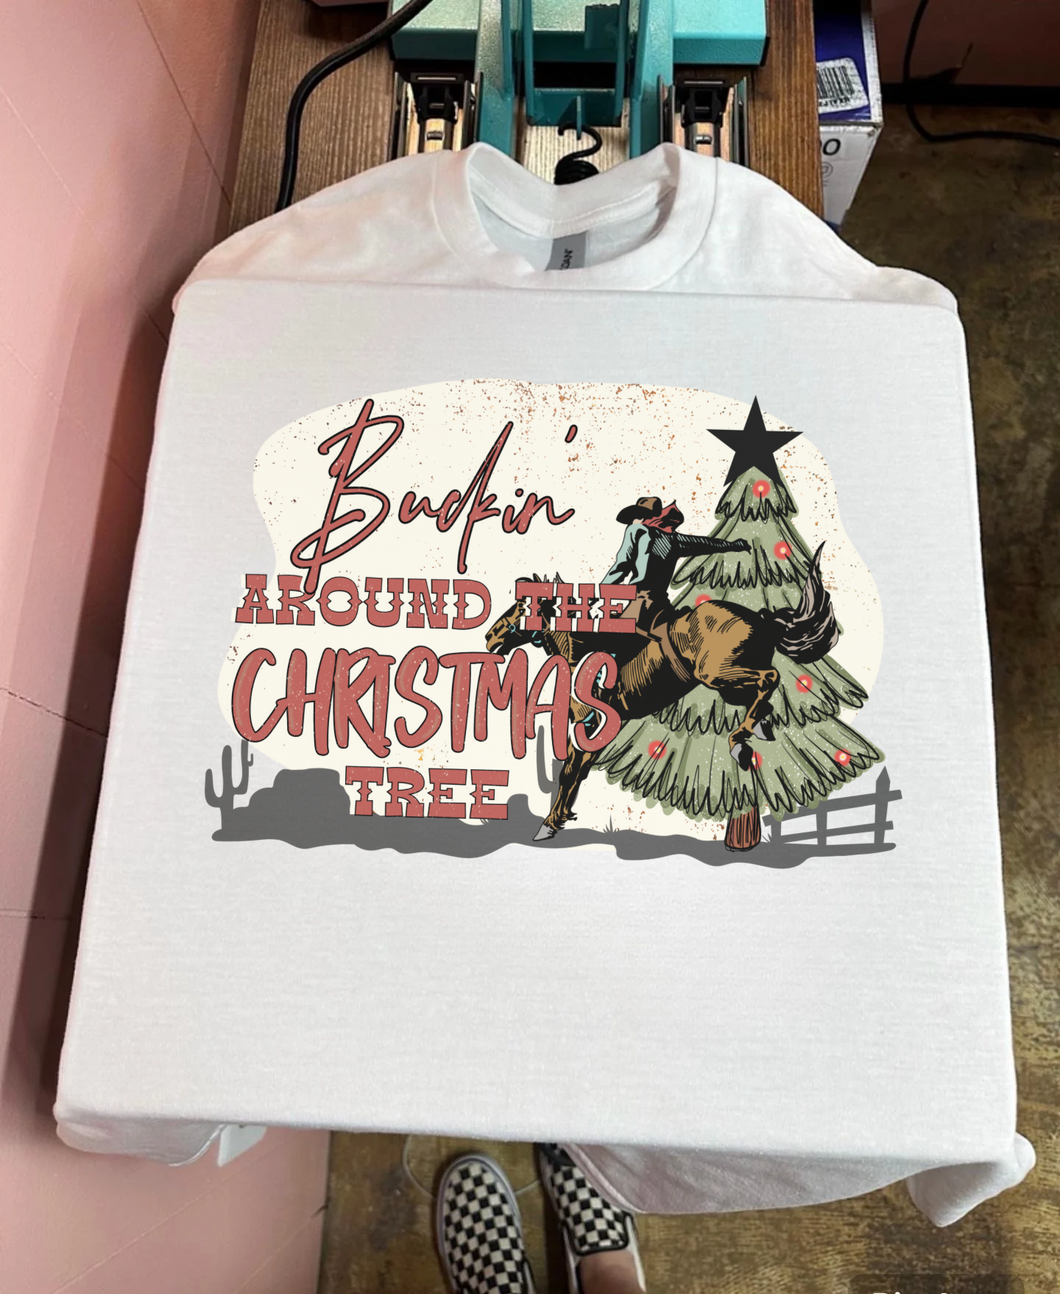 Buckin'
AROUND THE
CHRISTMAS
TREE